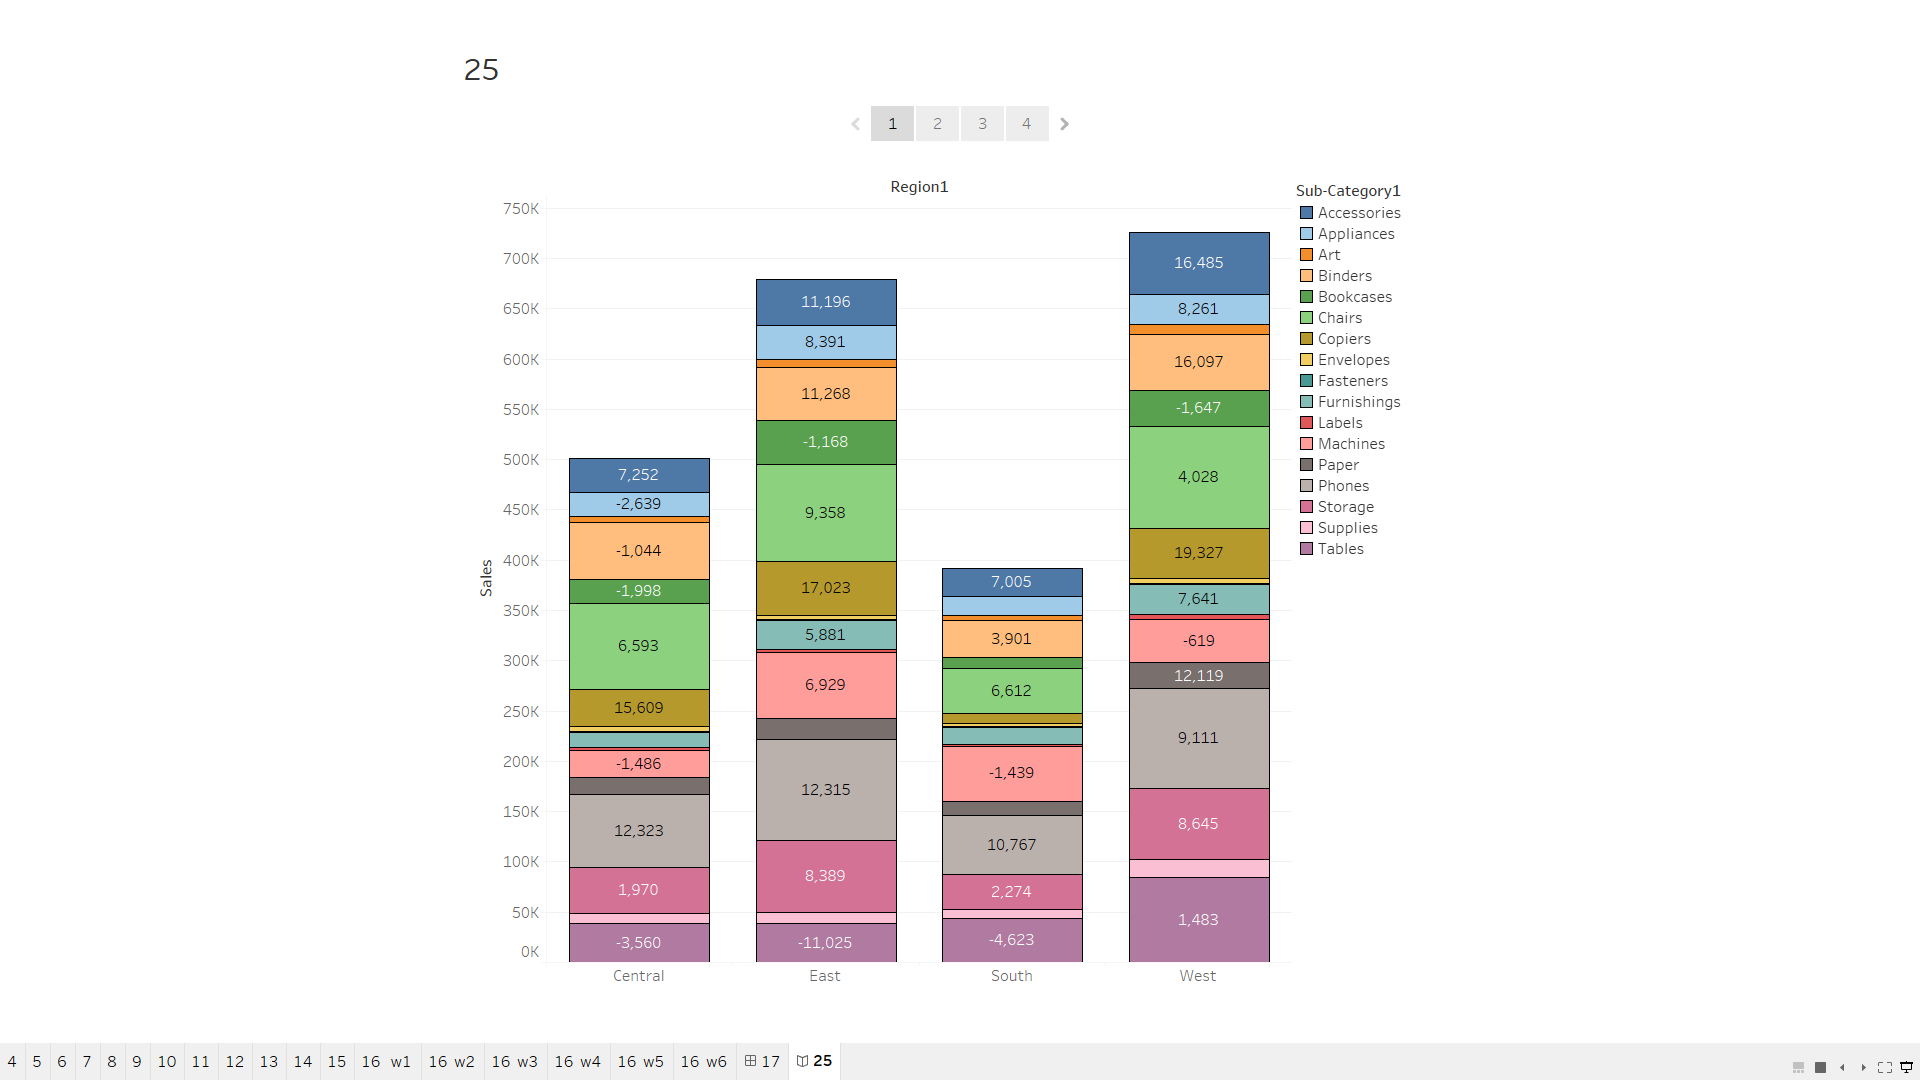 25
1 2 3 4
Region1
750K
700K
650K
600K
550K
500K
450K
400K
350K
300K
250K
200K
150K
100K
50K
0K
Sales
7,252
-2,639
-1,044
-1,998
6,593
15,609
-1,486
12,323
1,970
-3,560
11,196
8,391
11,268
-1,168
9,358
17,023
5,881
6,929
12,315
8,389
-11,025
7,005
3,901
6,612
-1,439
10,767
2,274
-4,623
16,485
8,261
16,097
-1,647
4,028
19,327
7,641
-619
12,119
9,111
8,645
1,483
Central East South West
Sub-Category1
Accessories
Appliances
Art
Binders
Bookcases
Chairs
Copiers
Envelopes
Fasteners
Furnishings
Labels
Machines
Paper
Phones
Storage
Supplies
Tables
4 5 6 7 8 9 10 11 12 13 14 15 16 w1 16 w2 16 w3 16 w4 16 w5 16 w6 17 25